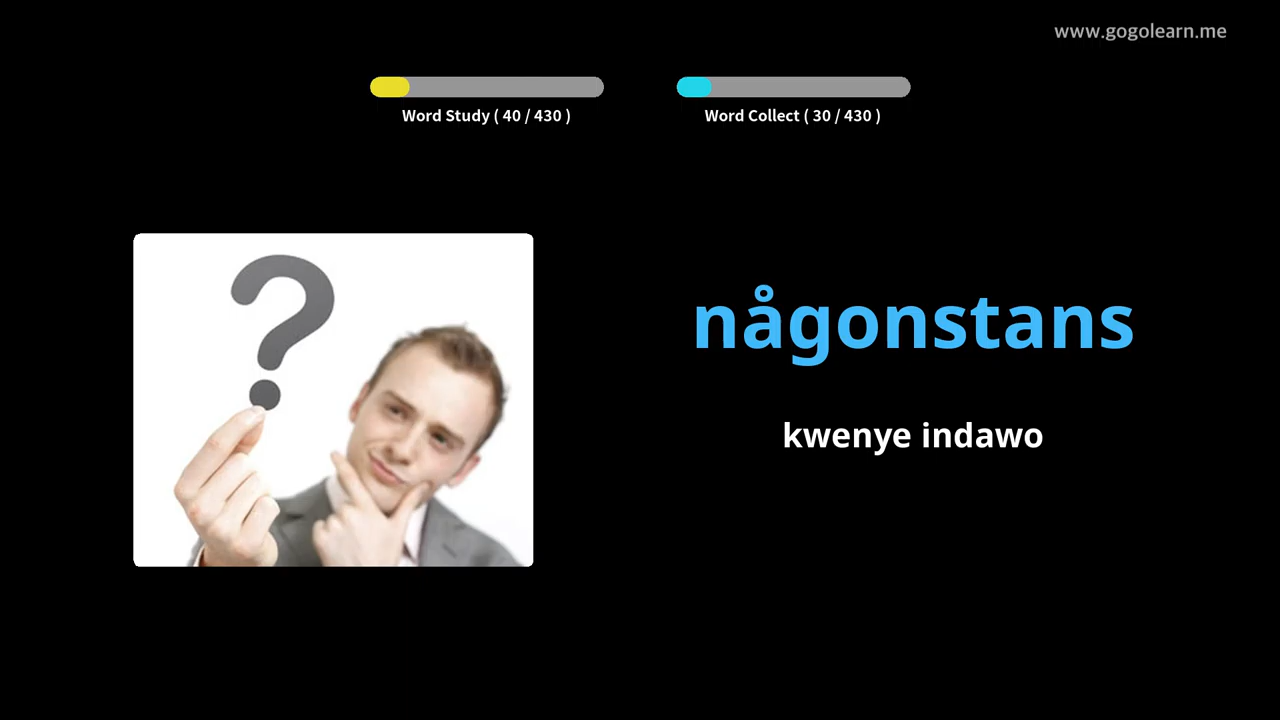 www.gogolearn.me
Word Study ( 40 / 430 )
Word Collect ( 30 / 430 )
någonstans
kwenye indawo